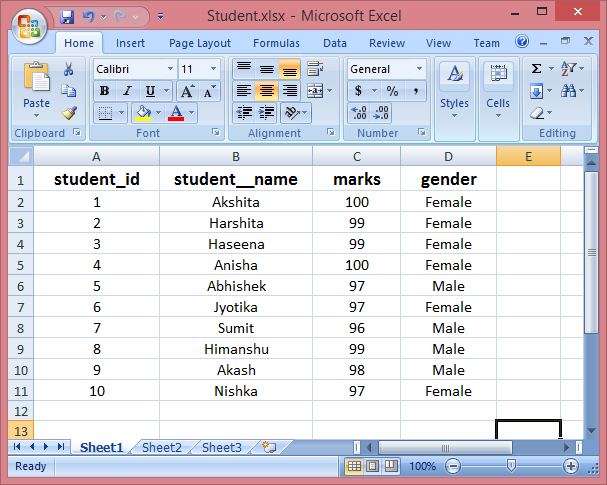 Student.xlsx - Microsoft Excel
Home Insert Page Layout Formulas Data Review View Team
Paste Calibri 11 General Styles Cells
B I U $ % ,
A A Σ A Z
Clipboard Font Alignment Number Editing
A B C D E
1 student_id student__name marks gender
2 1 Akshita 100 Female
3 2 Harshita 99 Female
4 3 Haseena 99 Female
5 4 Anisha 100 Female
6 5 Abhishek 97 Male
7 6 Jyotika 97 Female
8 7 Sumit 96 Male
9 8 Himanshu 99 Male
10 9 Akash 98 Male
11 10 Nishka 97 Female
12
13
Sheet1 Sheet2 Sheet3
Ready 100%